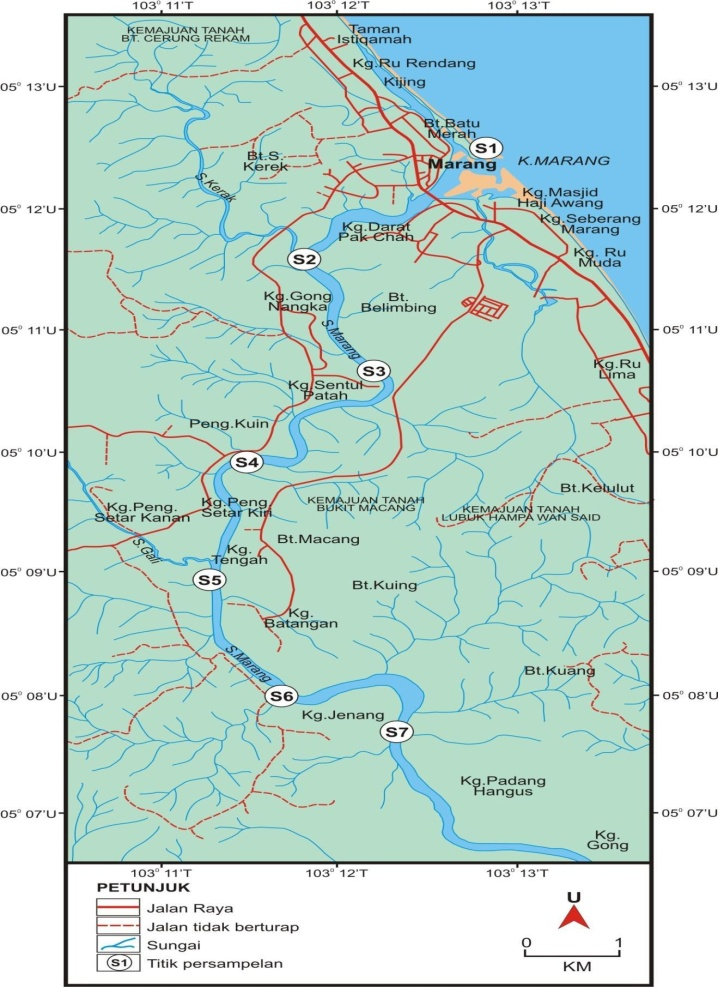 103° 11'T
103° 12'T
103° 13'T
KEMAJUAN TANAH
BT. CERUNG REKAM
Taman
Istiqamah
Kg.Ru Rendang
05° 13'U
05° 13'U
Kijing
Bt.Batu
Merah
S1
Bt.S.
Kerek
Marang
K.MARANG
S.Kerak
Kg.Masjid
Haji Awang
05° 12'U
05° 12'U
Kg.Seberang
Marang
Kg.Darat
Pak Chah
S2
Kg. Ru
Muda
Kg.Gong
Nangka
Bt.
Belimbing
05° 11'U
05° 11'U
S.Marang
S3
Kg.Ru
Lima
Kg.Sentul
Patah
Peng.Kuin
05° 10'U
05° 10'U
S4
Bt.Kelulut
Kg.Peng.
Setar Kanan
Kg.Peng.
Setar Kiri
KEMAJUAN TANAH
BUKIT MACANG
KEMAJUAN TANAH
LUBUK HAMPA WAN SAID
Bt.Macang
S.Gali
Kg.
Tengah
05° 09'U
05° 09'U
S5
Bt.Kuing
Kg.
Batangan
S.Marang
Bt.Kuang
05° 08'U
05° 08'U
S6
Kg.Jenang
S7
Kg.Padang
Hangus
05° 07'U
05° 07'U
Kg.
Gong
103° 11'T
103° 12'T
103° 13'T
PETUNJUK
Jalan Raya
Jalan tidak berturap
Sungai
S1 Titik persampelan
U
0 1
KM